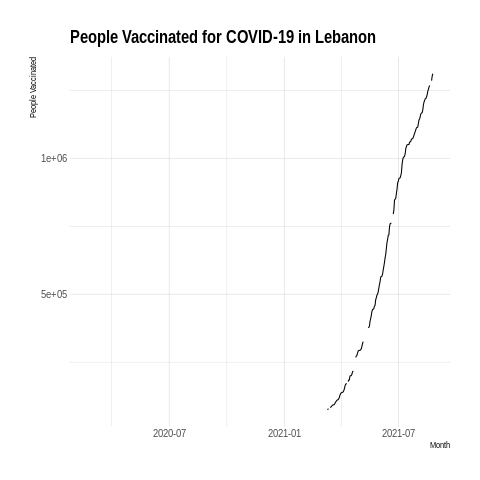 People Vaccinated for COVID-19 in Lebanon
People Vaccinated
1e+06
5e+05
2020-07
2021-01
2021-07
Month